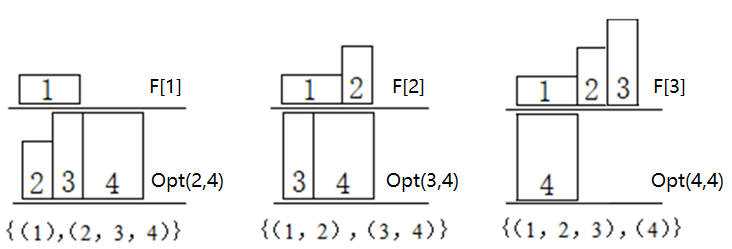 1 F[1]
2 3 4 Opt(2,4)
{(1),(2, 3, 4)}
1 2 F[2]
3 4 Opt(3,4)
{(1, 2) , (3, 4)}
1 2 3 F[3]
4 Opt(4,4)
{(1, 2, 3), (4)}